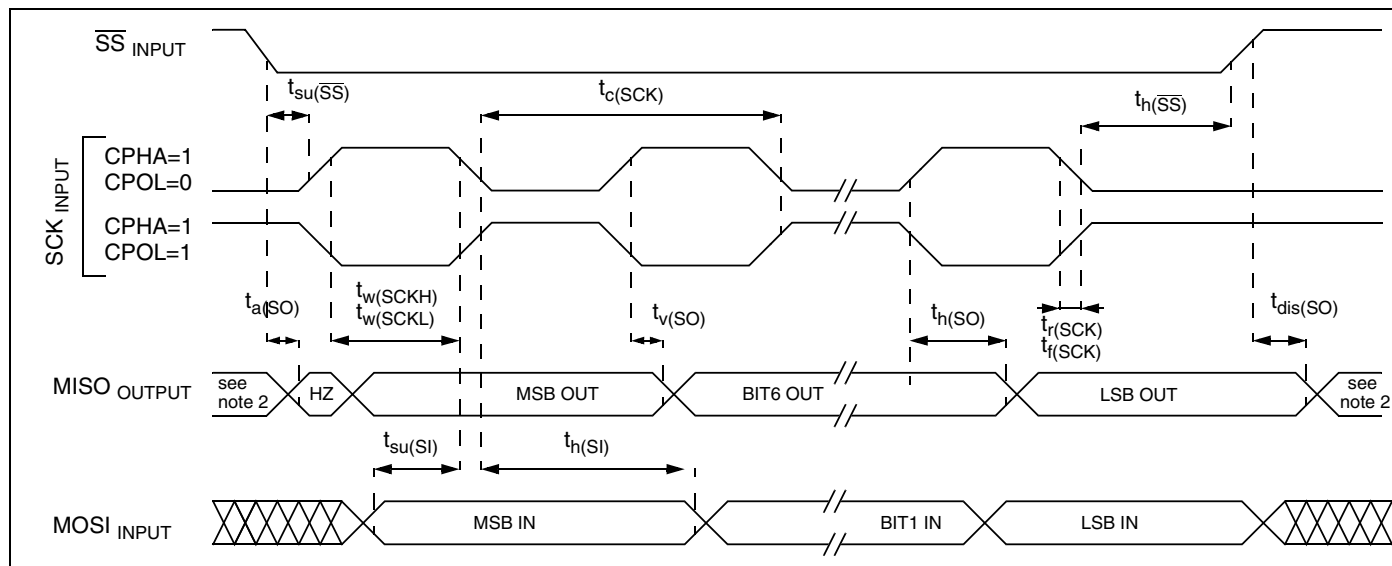 SS INPUT
tsu(SS)
tc(SCK)
th(SS)
SCK INPUT
CPHA=1
CPOL=0
CPHA=1
CPOL=1
ta(SO)
tw(SCKH)
tw(SCKL)
tv(SO)
th(SO)
tr(SCK)
tf(SCK)
tdis(SO)
MISO OUTPUT
see
note 2
HZ
MSB OUT
BIT6 OUT
LSB OUT
see
note 2
tsu(SI)
th(SI)
MOSI INPUT
MSB IN
BIT1 IN
LSB IN